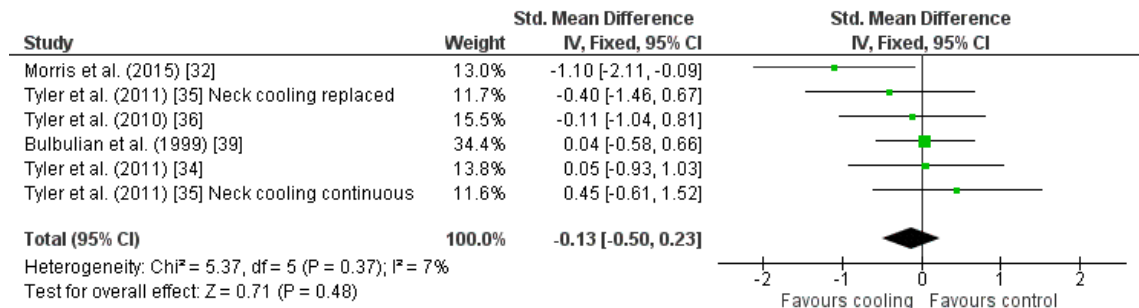 Std. Mean Difference Std. Mean Difference
Study Weight IV, Fixed, 95% CI IV, Fixed, 95% CI
Morris et al. (2015) [32] 13.0% -1.10 [-2.11, -0.09]
Tyler et al. (2011) [35] Neck cooling replaced 11.7% -0.40 [-1.46, 0.67]
Tyler et al. (2010) [36] 15.5% -0.11 [-1.04, 0.81]
Bulbulian et al. (1999) [39] 34.4% 0.04 [-0.58, 0.66]
Tyler et al. (2011) [34] 13.8% 0.05 [-0.93, 1.03]
Tyler et al. (2011) [35] Neck cooling continuous 11.6% 0.45 [-0.61, 1.52]
Total (95% CI) 100.0% -0.13 [-0.50, 0.23]
Heterogeneity: Chi² = 5.37, df = 5 (P = 0.37); I² = 7%
Test for overall effect: Z = 0.71 (P = 0.48)
-2 -1 0 1 2
Favours cooling Favours control